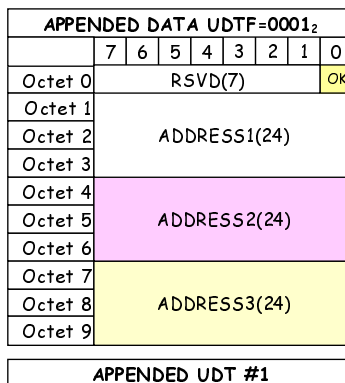 APPENDED DATA UDTF=0001₂
7 6 5 4 3 2 1 0
Octet 0 RSVD(7) OK
Octet 1
Octet 2 ADDRESS1(24)
Octet 3
Octet 4
Octet 5 ADDRESS2(24)
Octet 6
Octet 7
Octet 8 ADDRESS3(24)
Octet 9
APPENDED UDT #1